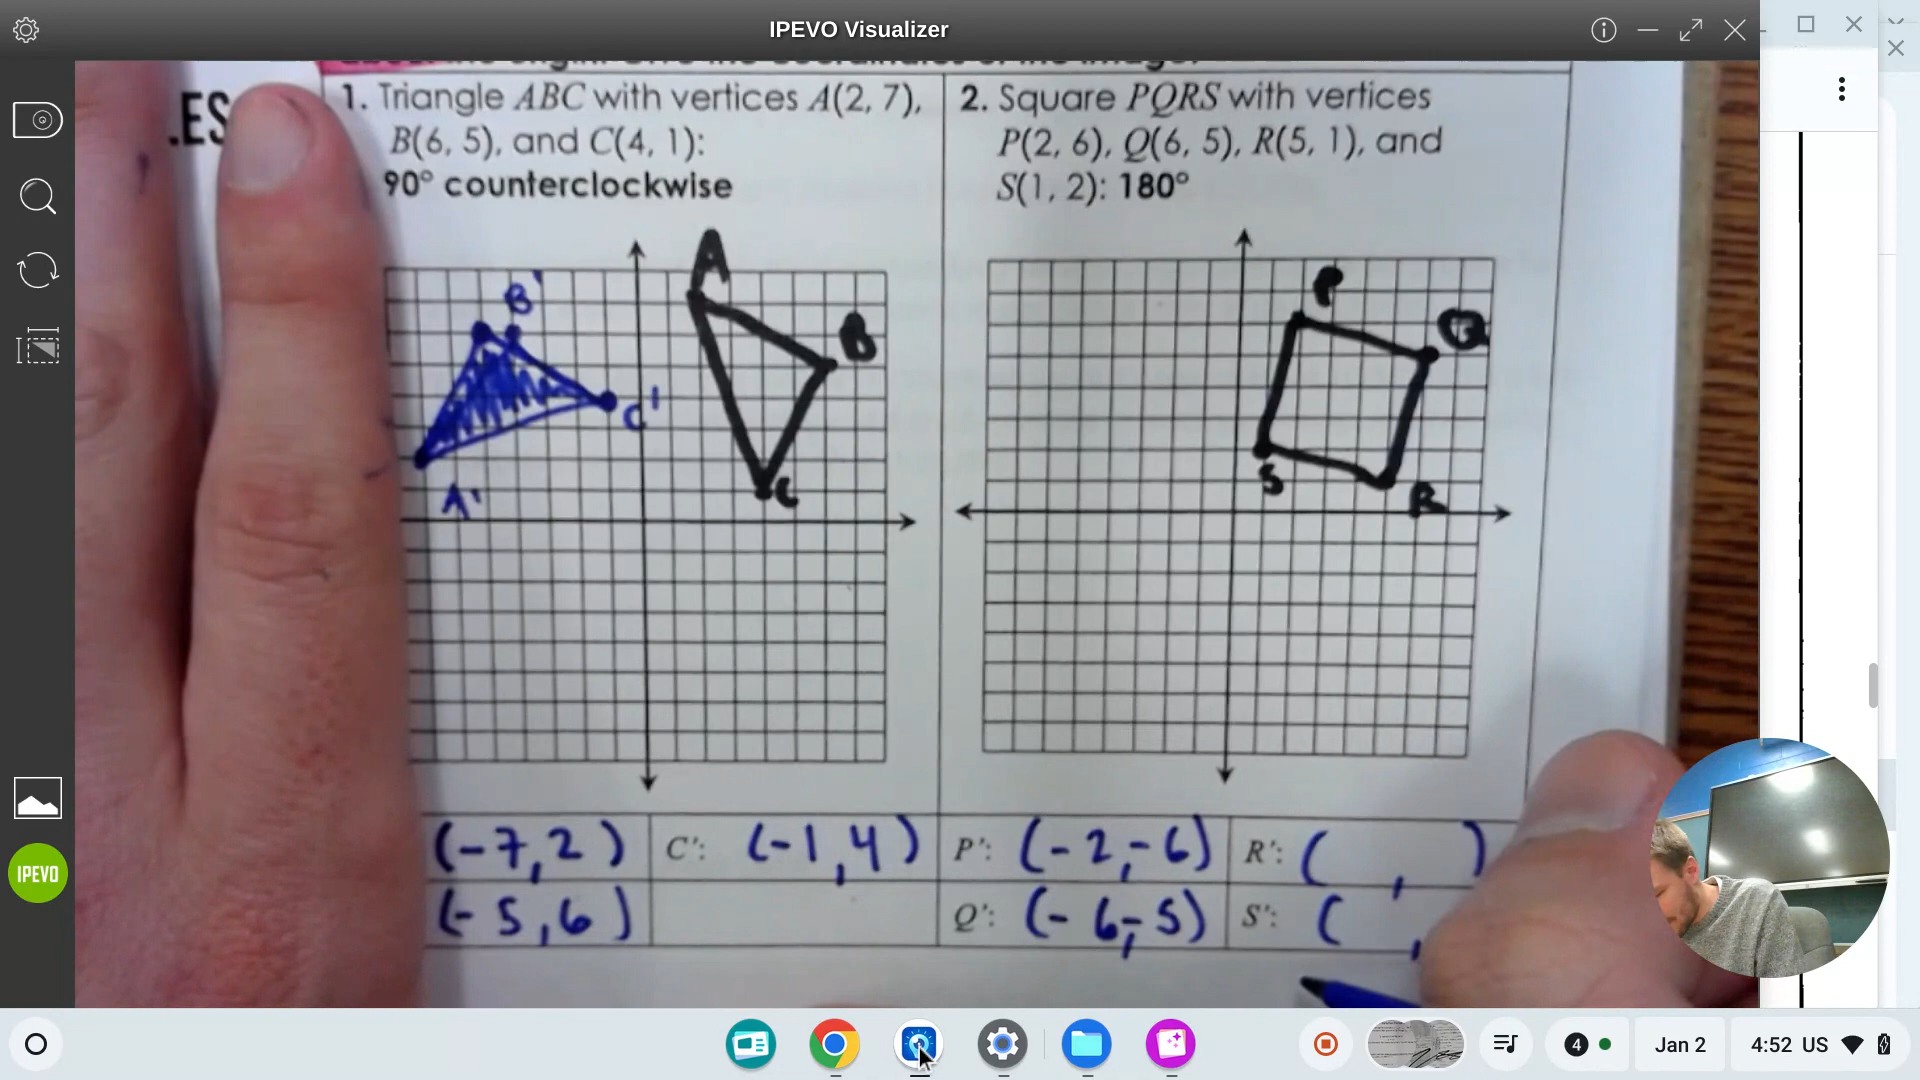 IPEVO Visualizer
.ES
1. Triangle ABC with vertices A(2, 7),
B(6, 5), and C(4, 1):
90° counterclockwise
2. Square PQRS with vertices
P(2, 6), Q(6, 5), R(5, 1), and
S(1, 2): 180°
A
B
C
B'
C'
A'
P
Q
S
R
(-7,2)
C': (-1,4)
P': (-2,-6)
R': ( , )
(-5,6)
Q': (-6,-5)
S': ( ,
IPEVO
4
Jan 2
4:52 US